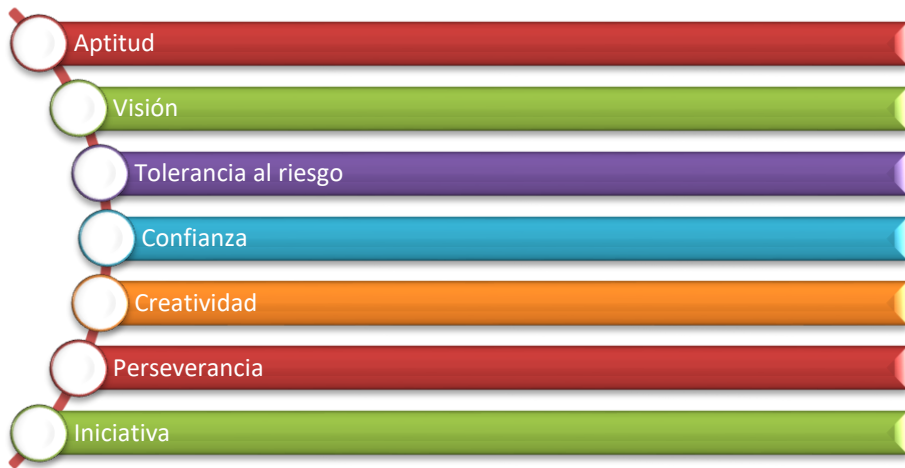 Aptitud
Visión
Tolerancia al riesgo
Confianza
Creatividad
Perseverancia
Iniciativa